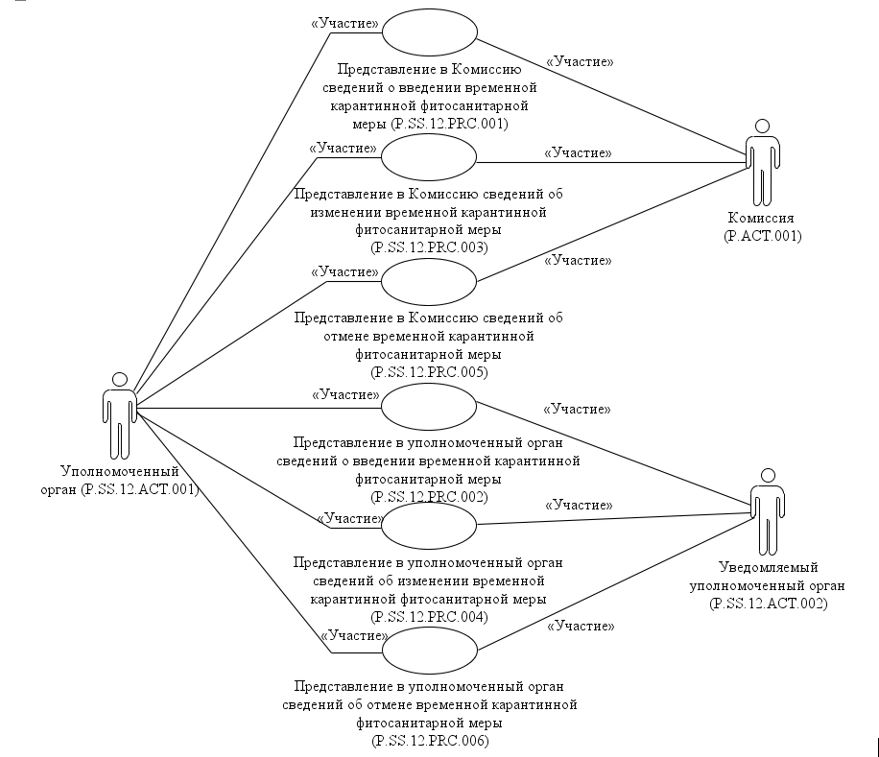 «Участие»
«Участие»
Представление в Комиссию
сведений о введении временной
карантинной фитосанитарной
меры (P.SS.12.PRC.001)
«Участие»
«Участие»
Представление в Комиссию сведений об
изменении временной карантинной
фитосанитарной меры
(P.SS.12.PRC.003)
Комиссия
(P.ACT.001)
«Участие»
«Участие»
Представление в Комиссию сведений об
отмене временной карантинной
фитосанитарной меры
(P.SS.12.PRC.005)
«Участие»
«Участие»
Уполномоченный
орган (P.SS.12.ACT.001)
Представление в уполномоченный орган
сведений о введении временной карантинной
фитосанитарной меры
(P.SS.12.PRC.002)
«Участие»
«Участие»
Представление в уполномоченный орган
сведений об изменении временной
карантинной фитосанитарной меры
(P.SS.12.PRC.004)
Уведомляемый
уполномоченный орган
(P.SS.12.ACT.002)
«Участие»
«Участие»
Представление в уполномоченный орган
сведений об отмене временной карантинной
фитосанитарной меры
(P.SS.12.PRC.006)